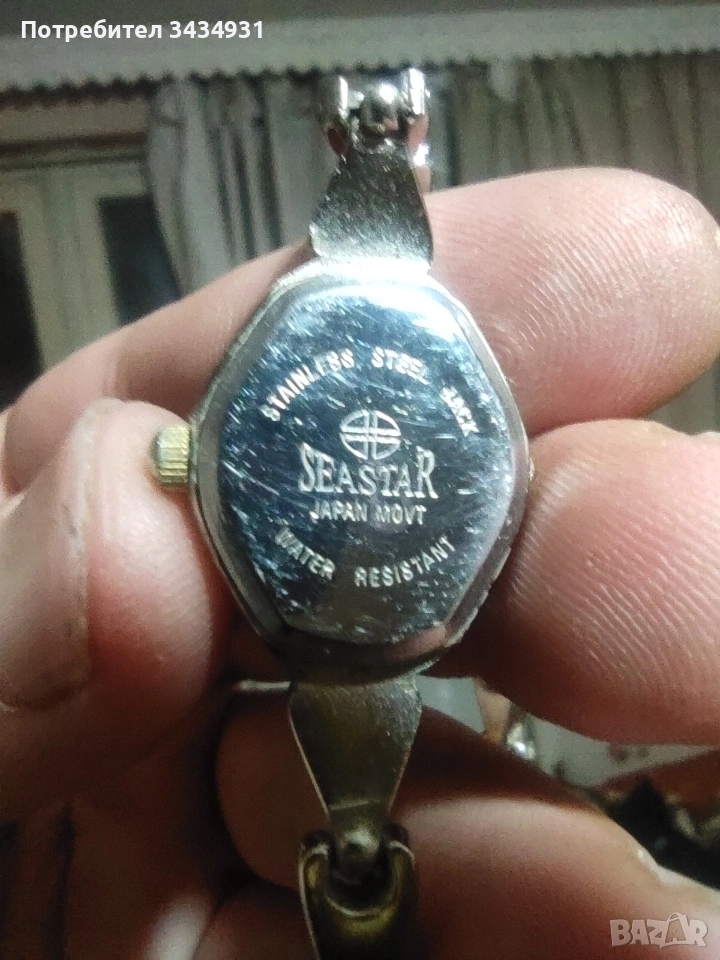 Потребител 3434931
STAINLESS STEEL BACK
SEASTAR
JAPAN MOVT
WATER RESISTANT
BAZAR